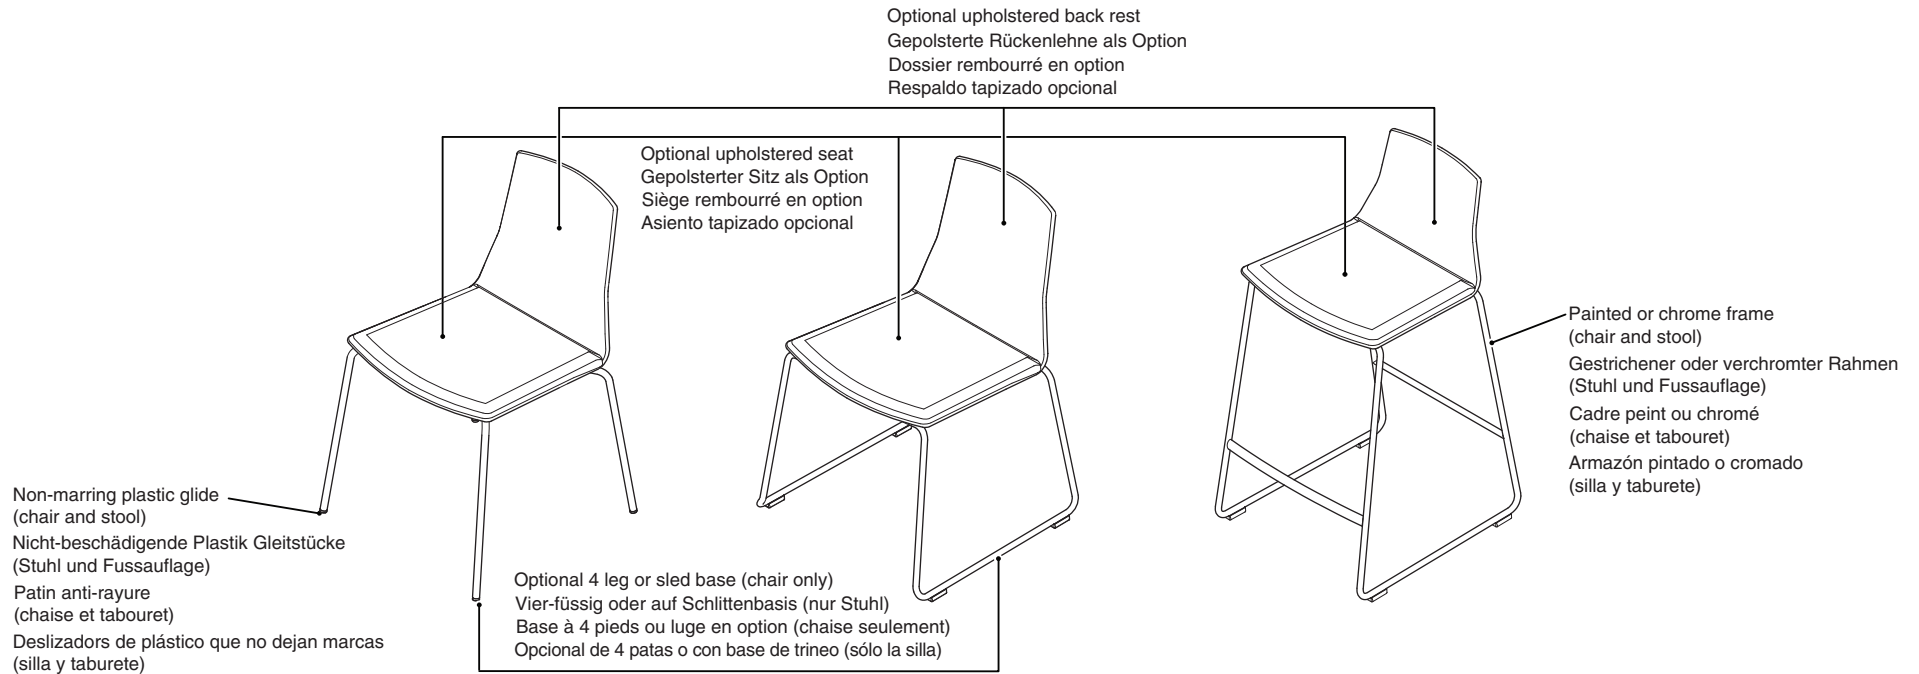 Optional upholstered back rest
Gepolsterte Rückenlehne als Option
Dossier rembourré en option
Respaldo tapizado opcional
Optional upholstered seat
Gepolsterter Sitz als Option
Siège rembourré en option
Asiento tapizado opcional
Painted or chrome frame
(chair and stool)
Gestrichener oder verchromter Rahmen
(Stuhl und Fussauflage)
Cadre peint ou chromé
(chaise et tabouret)
Armazón pintado o cromado
(silla y taburete)
Non-marring plastic glide
(chair and stool)
Nicht-beschädigende Plastik Gleitstücke
(Stuhl und Fussauflage)
Patin anti-rayure
(chaise et tabouret)
Deslizadors de plástico que no dejan marcas
(silla y taburete)
Optional 4 leg or sled base (chair only)
Vier-füssig oder auf Schlittenbasis (nur Stuhl)
Base à 4 pieds ou luge en option (chaise seulement)
Opcional de 4 patas o con base de trineo (sólo la silla)